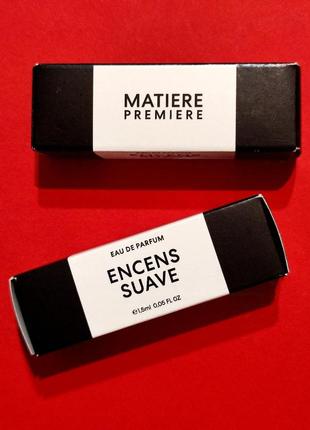 MATIERE
PREMIERE
EAU DE PARFUM
ENCENS
SUAVE
℮1,5ml 0,05 FL OZ